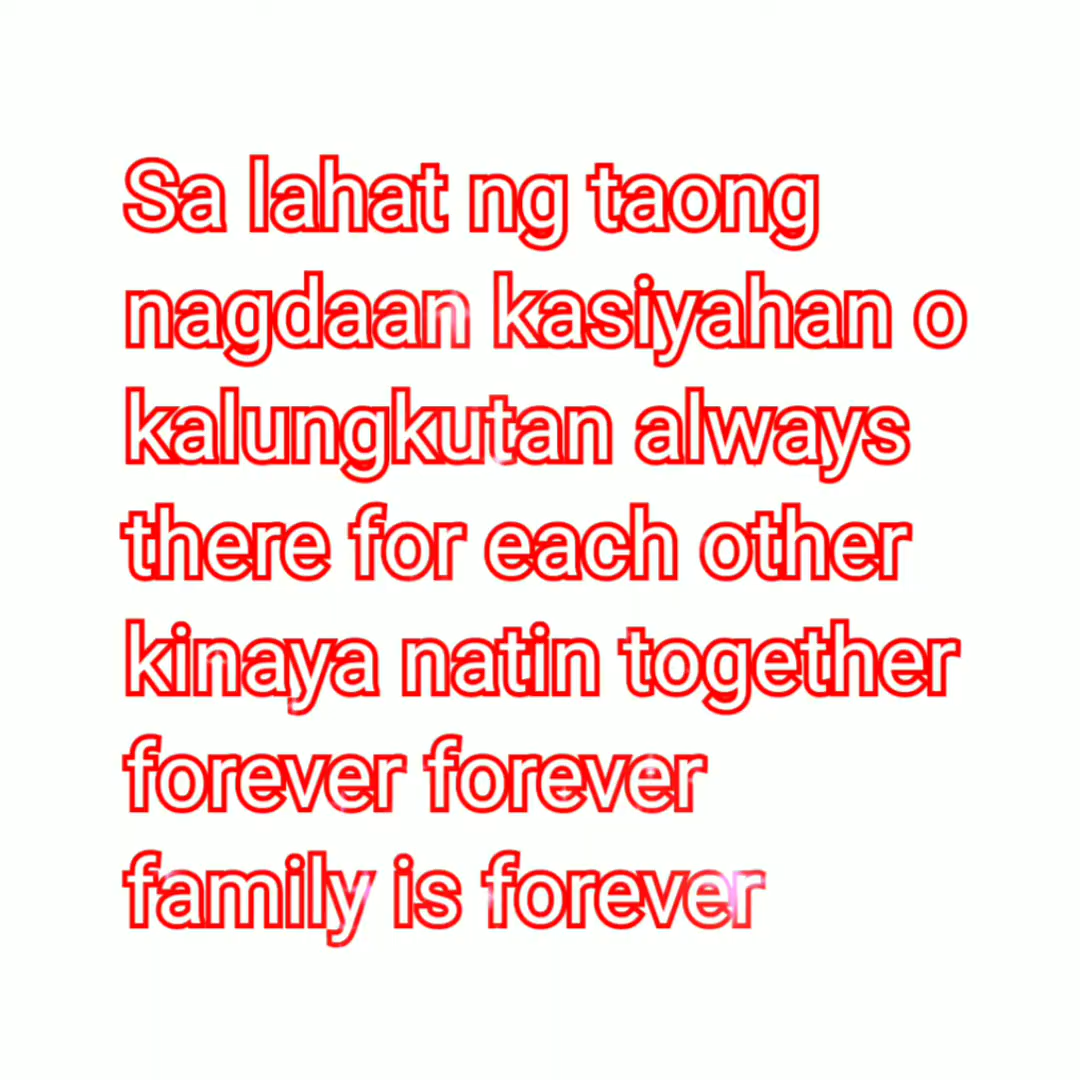 Sa lahat ng taong
nagdaan kasiyahan o
kalungkutan always
there for each other
kinaya natin together
forever forever
family is forever